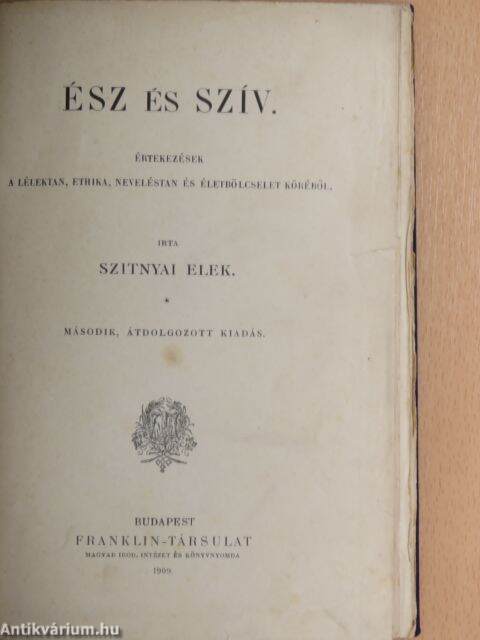 ÉSZ ÉS SZÍV.
ÉRTEKEZÉSEK
A LÉLEKTAN, ETHIKA, NEVELÉSTAN ÉS ÉLETBÖLCSELET KÖRÉBŐL.
IRTA
SZITNYAI ELEK.
*
MÁSODIK, ÁTDOLGOZOTT KIADÁS.
BUDAPEST
FRANKLIN-TÁRSULAT
MAGYAR IROD. INTÉZET ÉS KÖNYVNYOMDA
1909.
Antikvárium.hu